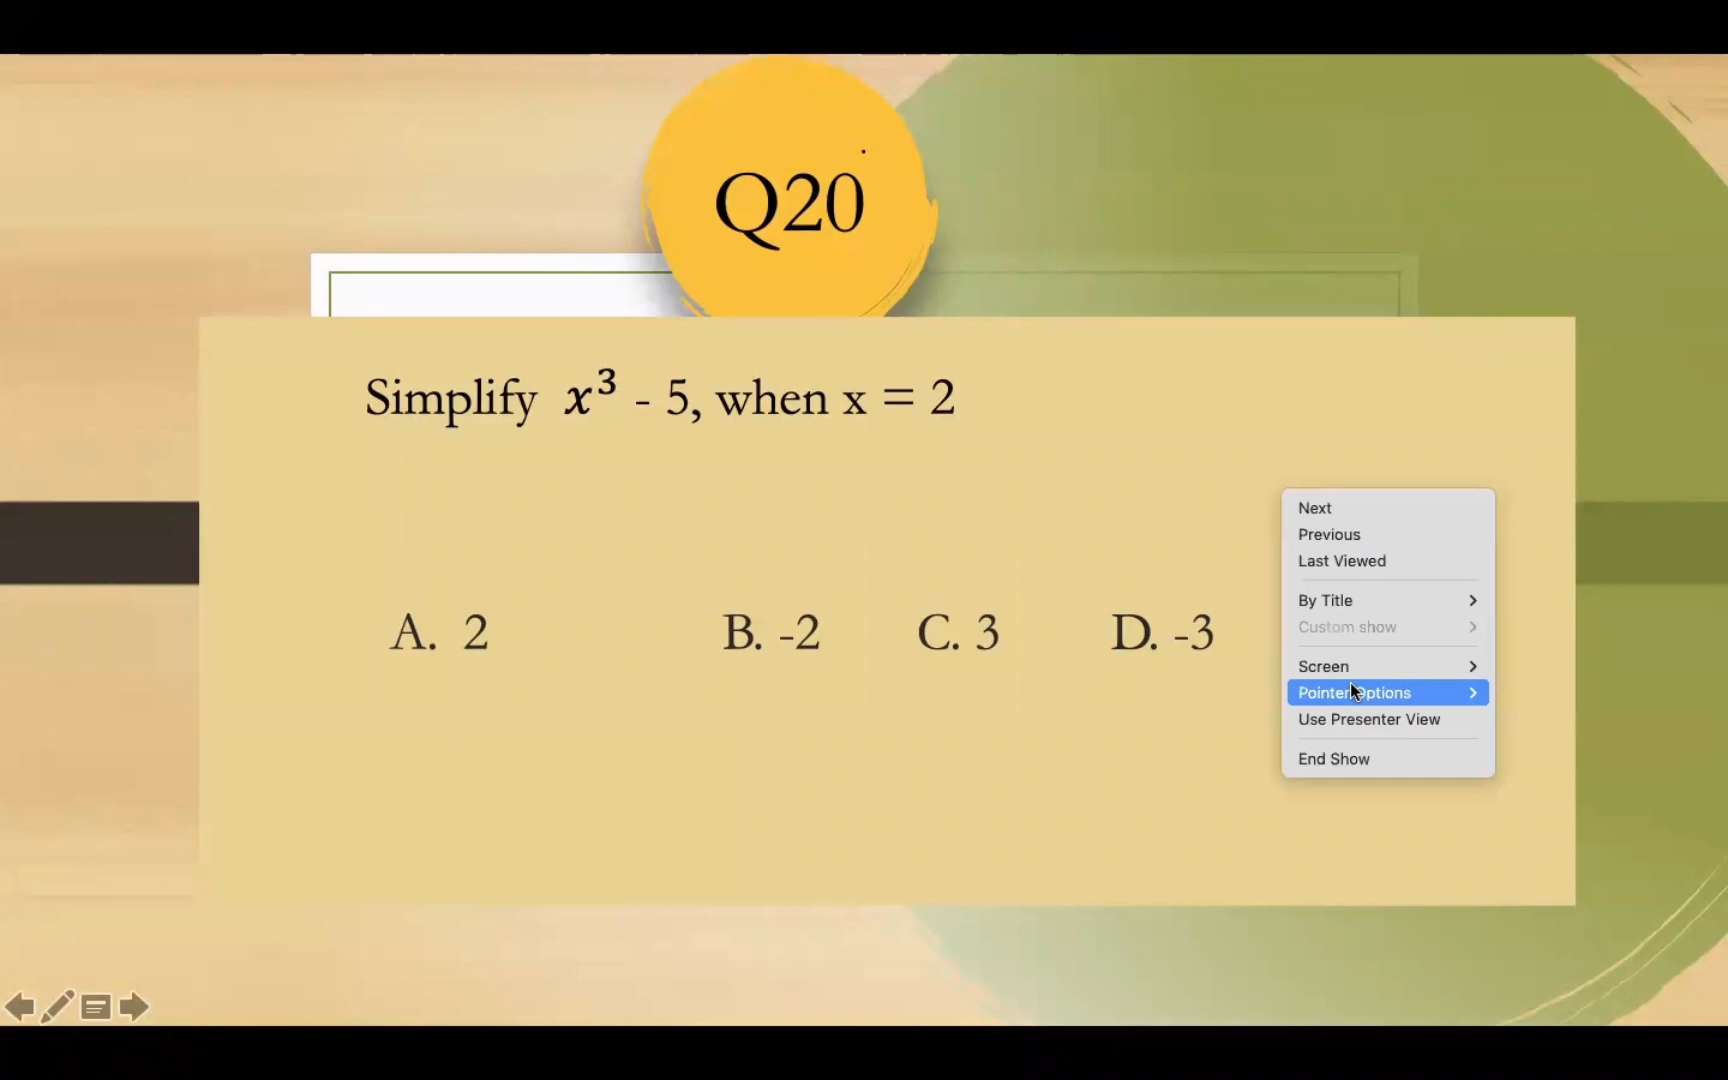 Q20
Simplify x³ - 5, when x = 2
A. 2 B. -2 C. 3 D. -3
Next
Previous
Last Viewed
By Title
Custom show
Screen
Pointer Options
Use Presenter View
End Show